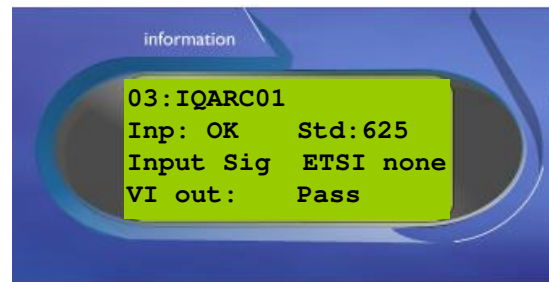 information
03:IQARC01
Inp: OK Std:625
Input Sig ETSI none
VI out: Pass